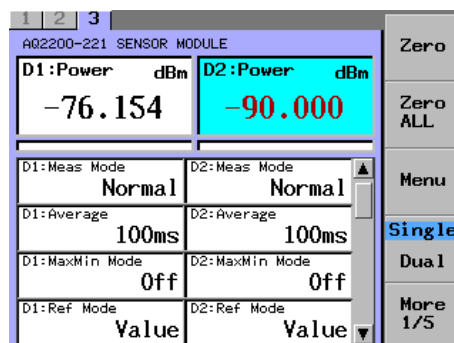 1 2 3
AQ2200-221 SENSOR MODULE
D1:Power dBm D2:Power dBm
-76.154 -90.000
D1:Meas Mode D2:Meas Mode
Normal Normal
D1:Average D2:Average
100ms 100ms
D1:MaxMin Mode D2:MaxMin Mode
Off Off
D1:Ref Mode D2:Ref Mode
Value Value
Zero
Zero
ALL
Menu
Single
Dual
More
1/5